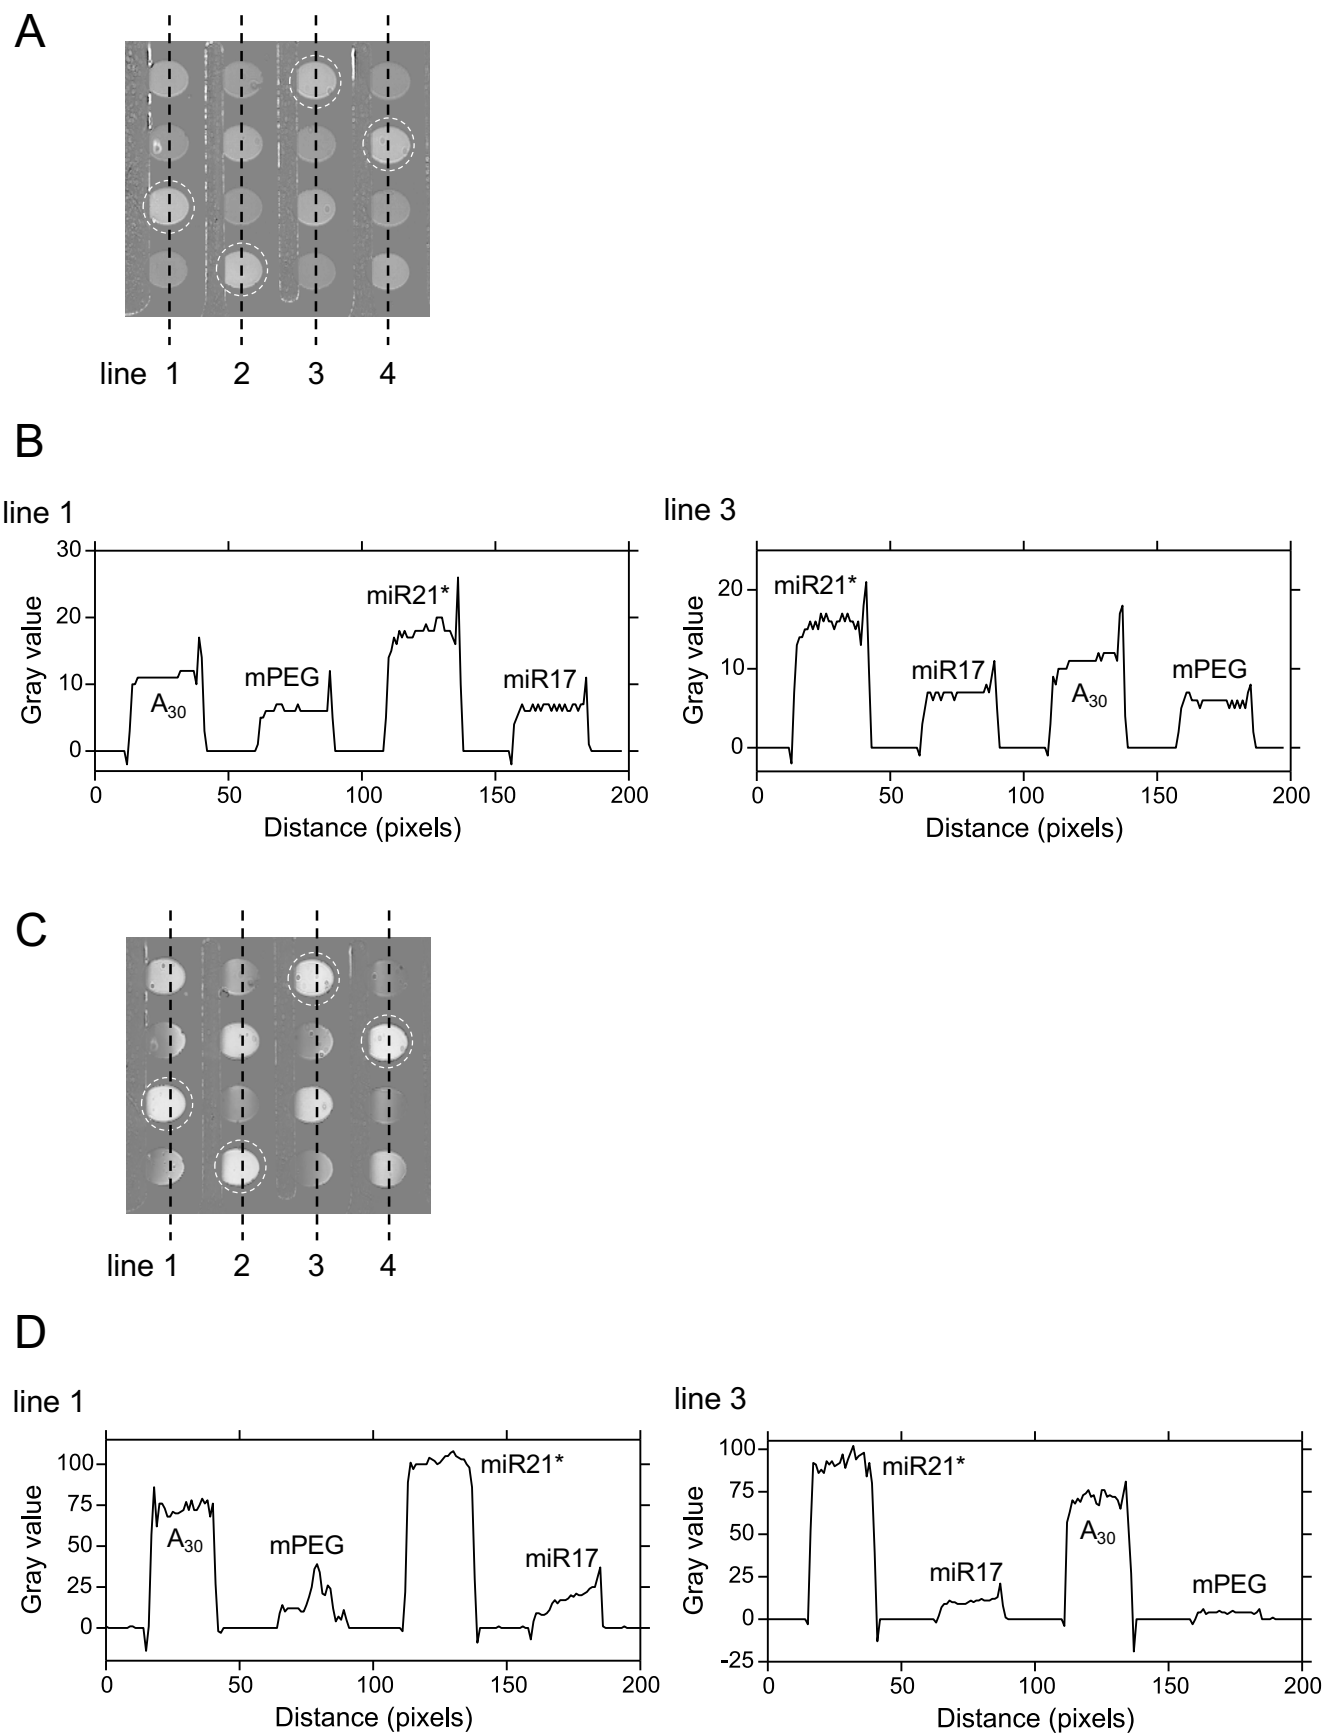 A
line 1 2 3 4
B
line 1
30
20
10
0
Gray value
A30
mPEG
miR21*
miR17
0 50 100 150 200
Distance (pixels)
line 3
20
10
0
Gray value
miR21*
miR17
A30
mPEG
0 50 100 150 200
Distance (pixels)
C
line 1 2 3 4
D
line 1
100
75
50
25
0
Gray value
A30
mPEG
miR21*
miR17
0 50 100 150 200
Distance (pixels)
line 3
100
75
50
25
0
-25
Gray value
miR21*
miR17
A30
mPEG
0 50 100 150 200
Distance (pixels)